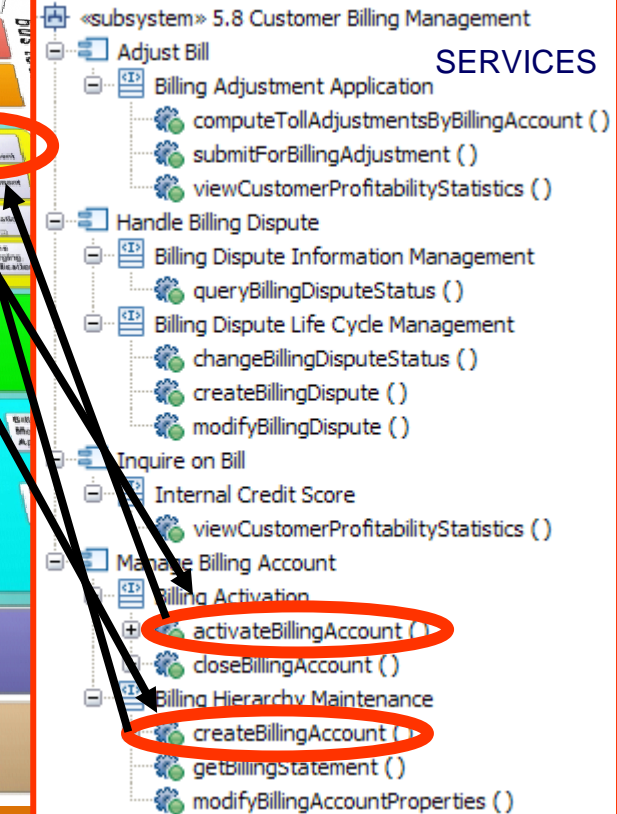 «subsystem» 5.8 Customer Billing Management
Adjust Bill
SERVICES
Billing Adjustment Application
computeTollAdjustmentsByBillingAccount ( )
submitForBillingAdjustment ( )
viewCustomerProfitabilityStatistics ( )
Handle Billing Dispute
Billing Dispute Information Management
queryBillingDisputeStatus ( )
Billing Dispute Life Cycle Management
changeBillingDisputeStatus ( )
createBillingDispute ( )
modifyBillingDispute ( )
Inquire on Bill
Internal Credit Score
viewCustomerProfitabilityStatistics ( )
Manage Billing Account
Billing Activation
activateBillingAccount ( )
closeBillingAccount ( )
Billing Hierarchy Maintenance
createBillingAccount ( )
getBillingStatement ( )
modifyBillingAccountProperties ( )